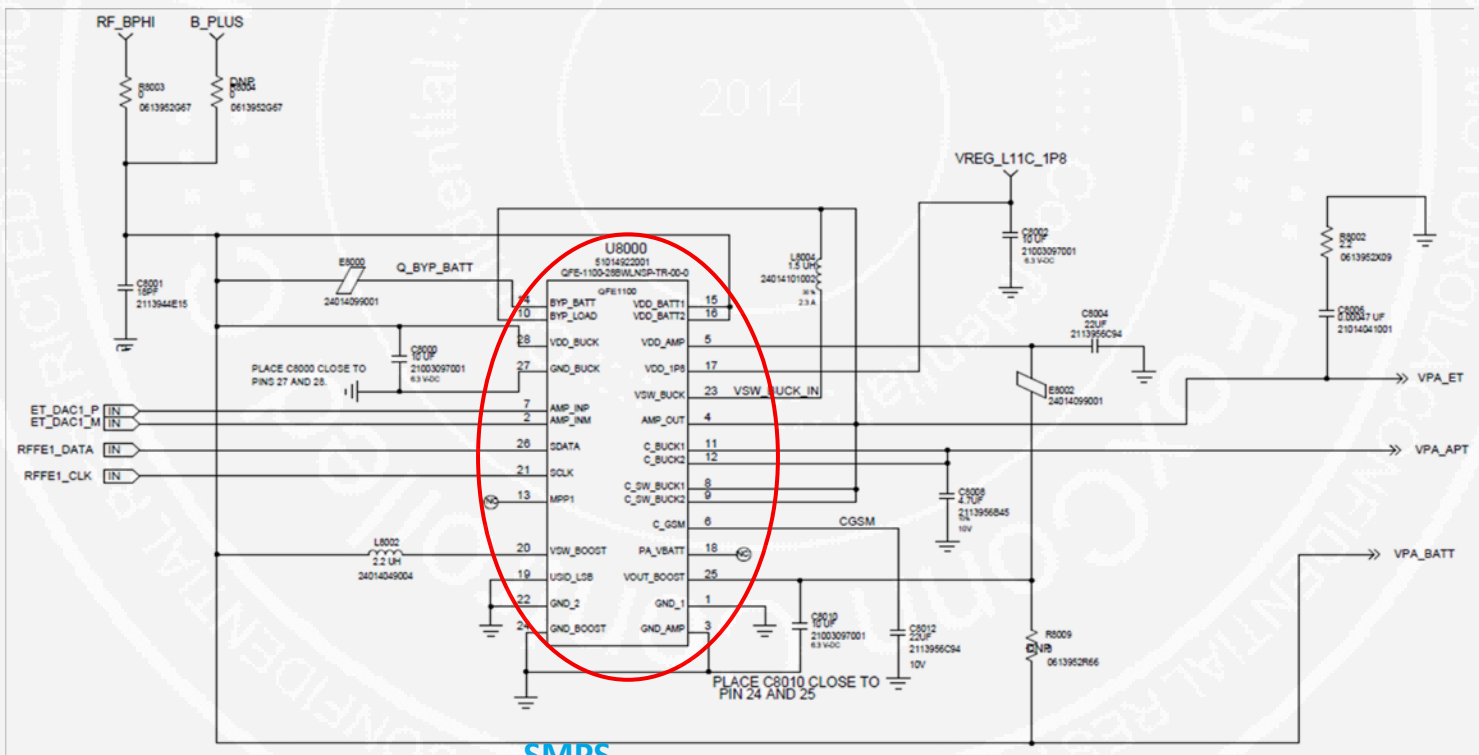 RF_BPHI
B_PLUS
R8003
0
0613952G67
DNP
R8004
0
0613952G67
2014
VREG_L11C_1P8
C8003
10 UF
21003097001
6.3 V-DC
R8002
2.2
0613952X09
C8006
0.00047 UF
21014041001
C8001
18PF
2113944E15
E8000
24014099001
Q_BYP_BATT
U8000
51014922001
QFE-1100-28BWLNSP-TR-00-0
QFE1100
L8004
1.5 UH
24014101002
30%
2.3 A
C8004
22UF
2113956C94
14 BYP_BATT
10 BYP_LOAD
28 VDD_BUCK
27 GND_BUCK
7 AMP_INP
2 AMP_INM
26 SDATA
21 SCLK
13 MPP1
NC
20 VSW_BOOST
19 USID_LSB
22 GND_2
24 GND_BOOST
VDD_BATT1 15
VDD_BATT2 16
VDD_AMP 5
VDD_1P8 17
VSW_BUCK 23
VSW_BUCK_IN
AMP_OUT 4
C_BUCK1 11
C_BUCK2 12
C_SW_BUCK1 8
C_SW_BUCK2 9
C_GSM 6
CGSM
PA_VBATT 18
NC
VOUT_BOOST 25
GND_1 1
GND_AMP 3
C8000
10 UF
21003097001
6.3 V-DC
PLACE C8000 CLOSE TO
PINS 27 AND 28.
ET_DAC1_P IN
ET_DAC1_M IN
RFFE1_DATA IN
RFFE1_CLK IN
L8002
2.2 UH
24014049004
E8002
24014099001
VPA_ET
VPA_APT
VPA_BATT
C8008
4.7UF
2113956B45
10V
C8010
10 UF
21003097001
6.3 V-DC
C8012
22UF
2113956C94
10V
R8009
DNP
0613952R66
PLACE C8010 CLOSE TO
PIN 24 AND 25
SMPS